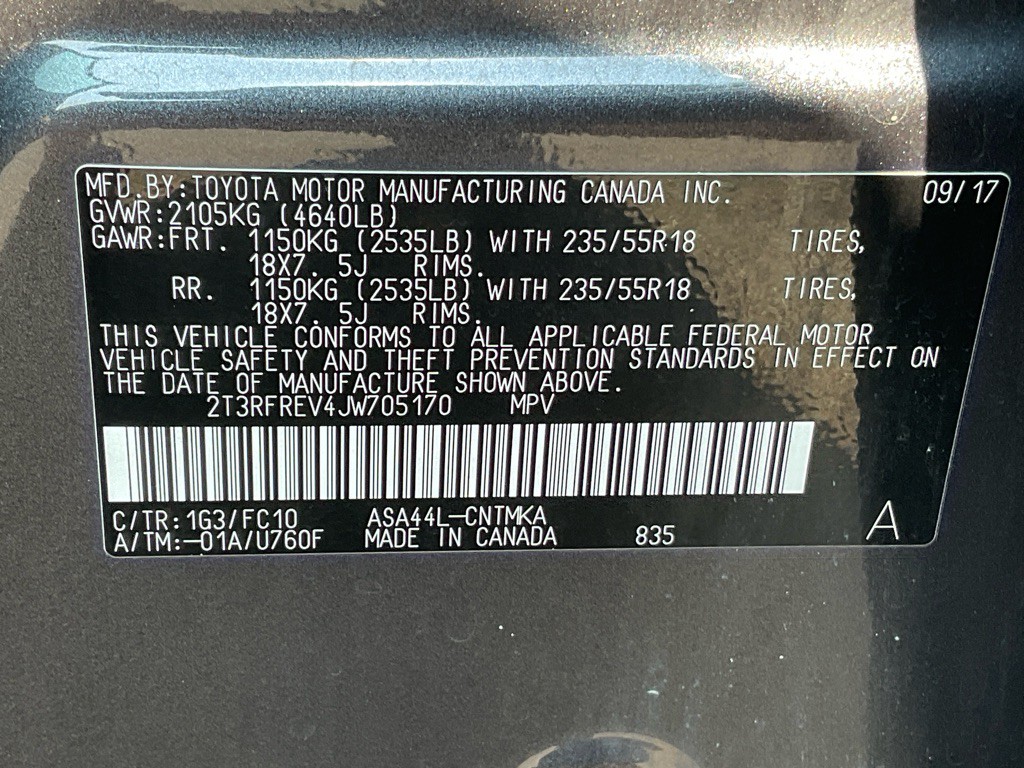 MFD.BY:TOYOTA MOTOR MANUFACTURING CANADA INC. 09/17
GVWR:2105KG (4640LB)
GAWR:FRT. 1150KG (2535LB) WITH 235/55R18 TIRES,
18X7. 5J RIMS.
RR. 1150KG (2535LB) WITH 235/55R18 TIRES,
18X7. 5J RIMS.
THIS VEHICLE CONFORMS TO ALL APPLICABLE FEDERAL MOTOR
VEHICLE SAFETY AND THEFT PREVENTION STANDARDS IN EFFECT ON
THE DATE OF MANUFACTURE SHOWN ABOVE.
2T3RFREV4JW705170 MPV
C/TR:1G3/FC10 ASA44L-CNTMKA
A/TM:-01A/U760F MADE IN CANADA 835 A